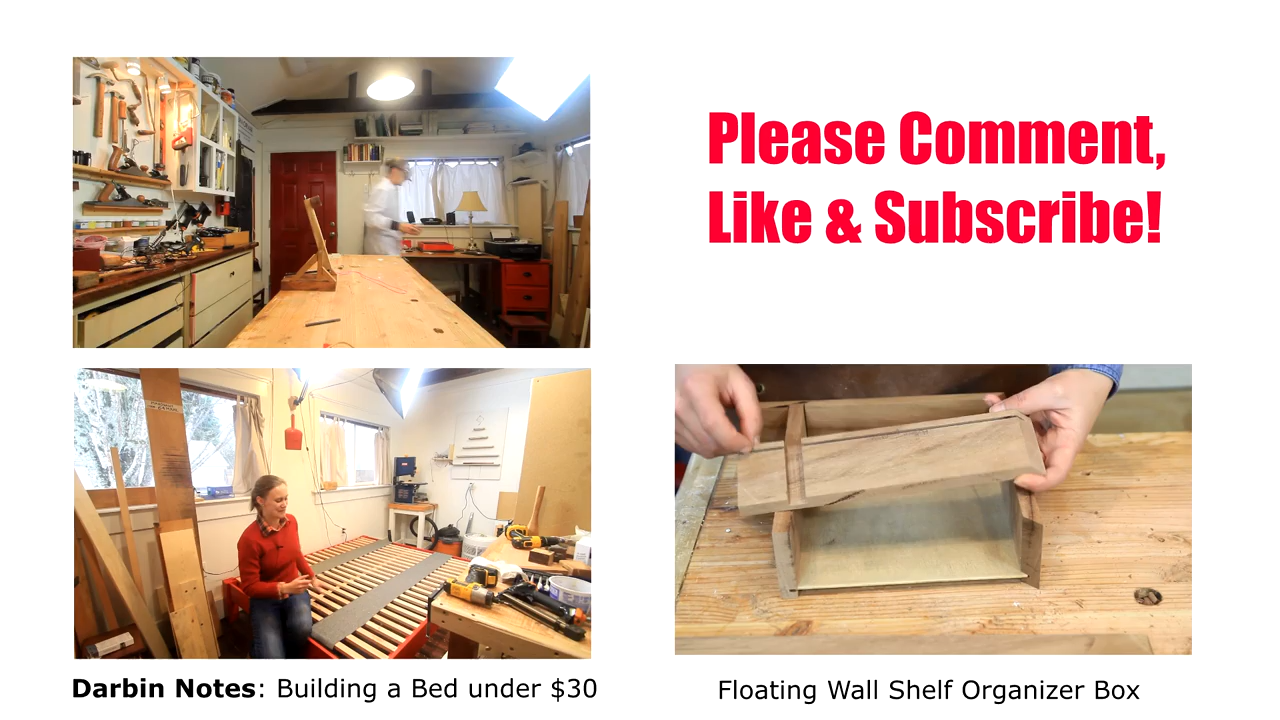 Please Comment,
Like & Subscribe!
Darbin Notes: Building a Bed under $30
Floating Wall Shelf Organizer Box